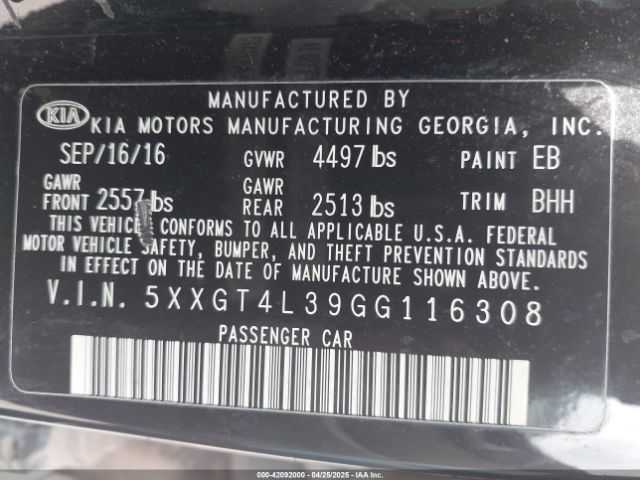 MANUFACTURED BY
KIA
KIA MOTORS MANUFACTURING GEORGIA, INC.
SEP/16/16 GVWR 4497 lbs PAINT EB
GAWR FRONT 2557 lbs GAWR REAR 2513 lbs TRIM BHH
THIS VEHICLE CONFORMS TO ALL APPLICABLE U.S.A. FEDERAL
MOTOR VEHICLE SAFETY, BUMPER, AND THEFT PREVENTION STANDARDS
IN EFFECT ON THE DATE OF MANUFACTURE SHOWN ABOVE.
V.I.N. 5XXGT4L39GG116308
PASSENGER CAR
000-42092000 - 04/25/2025 - IAAI.COM